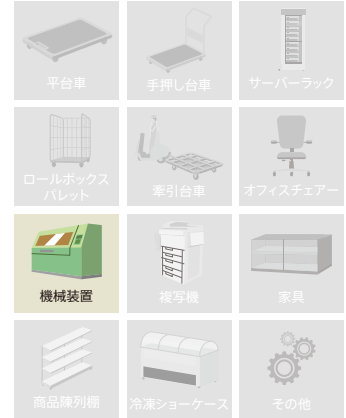 平台車
手押し台車
サーバーラック
ロールボックス
パレット
牽引台車
オフィスチェアー
機械装置
複写機
家具
商品陳列棚
冷凍ショーケース
その他